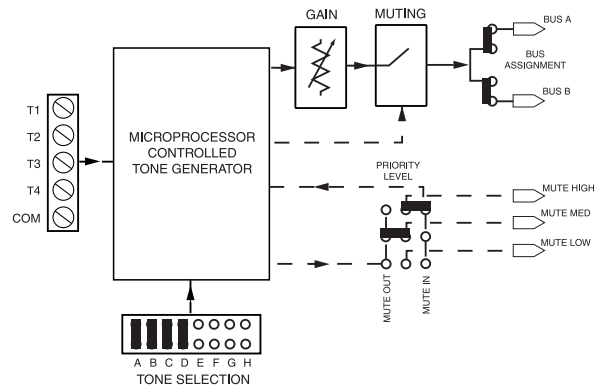 GAIN
MUTING
BUS A
BUS
ASSIGNMENT
BUS B
T1
T2
T3
T4
COM
MICROPROCESSOR
CONTROLLED
TONE GENERATOR
PRIORITY
LEVEL
MUTE HIGH
MUTE MED
MUTE LOW
MUTE OUT
MUTE IN
A B C D E F G H
TONE SELECTION